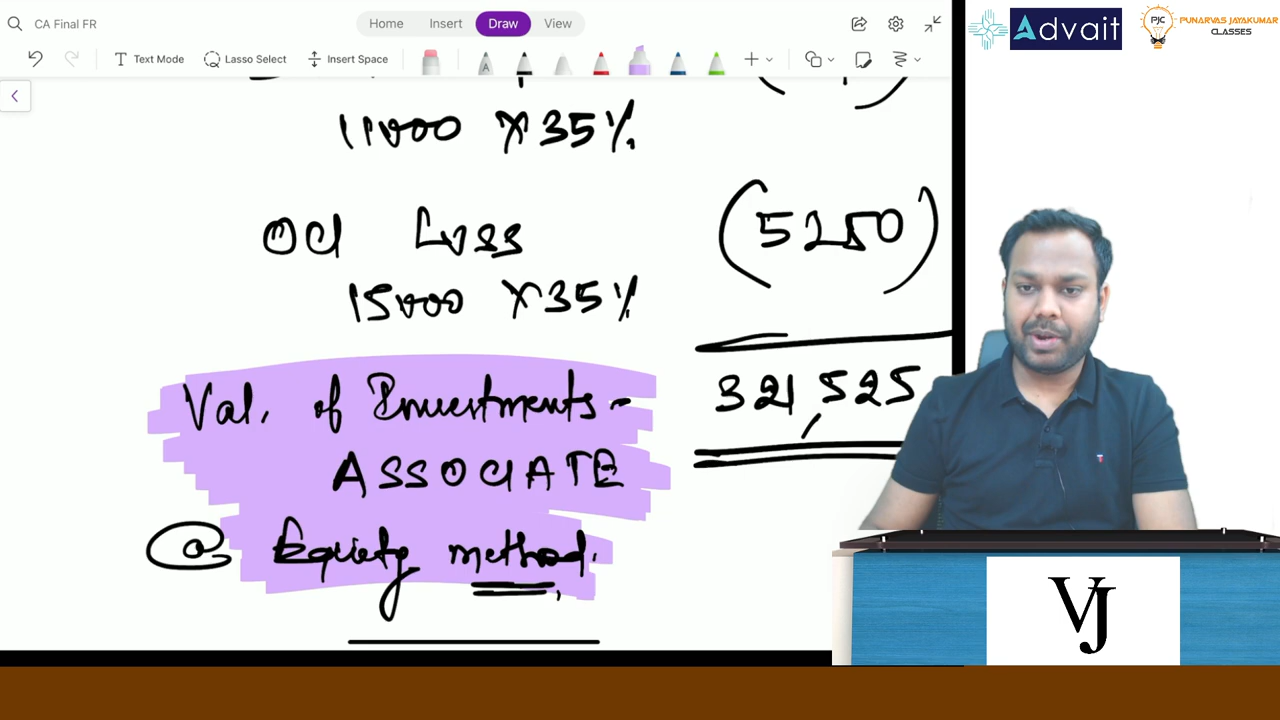 CA Final FR
Home Insert Draw View
Text Mode Lasso Select Insert Space
Advait
PJC PUNARVAS JAYAKUMAR
CLASSES
11000 X 35%
OCI Loss (5250)
15000 X 35%
Val. of Investments - 321,525
ASSOCIATE
@ Equity method.
VJ